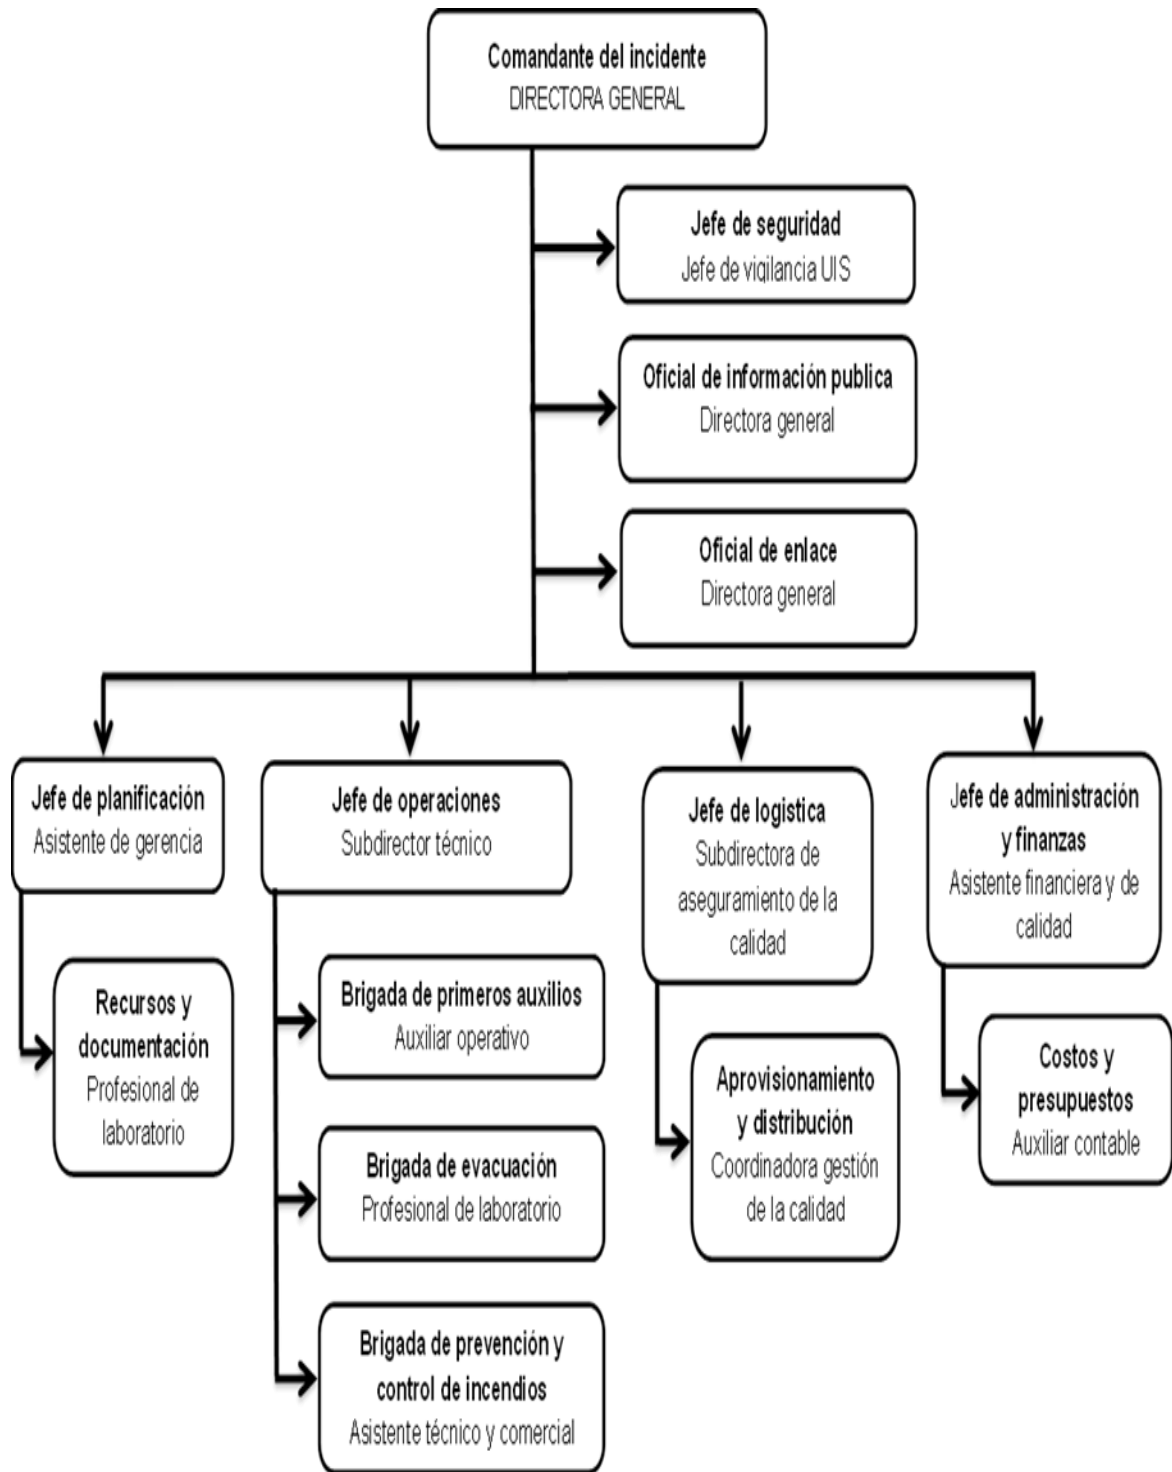 Comandante del incidente
DIRECTORA GENERAL
Jefe de seguridad
Jefe de vigilancia UIS
Oficial de información publica
Directora general
Oficial de enlace
Directora general
Jefe de planificación
Asistente de gerencia
Jefe de operaciones
Subdirector técnico
Jefe de logistica
Subdirectora de
aseguramiento de la
calidad
Jefe de administración
y finanzas
Asistente financiera y de
calidad
Recursos y
documentación
Profesional de
laboratorio
Brigada de primeros auxilios
Auxiliar operativo
Brigada de evacuación
Profesional de laboratorio
Brigada de prevención y
control de incendios
Asistente técnico y comercial
Aprovisionamiento
y distribución
Coordinadora gestión
de la calidad
Costos y
presupuestos
Auxiliar contable